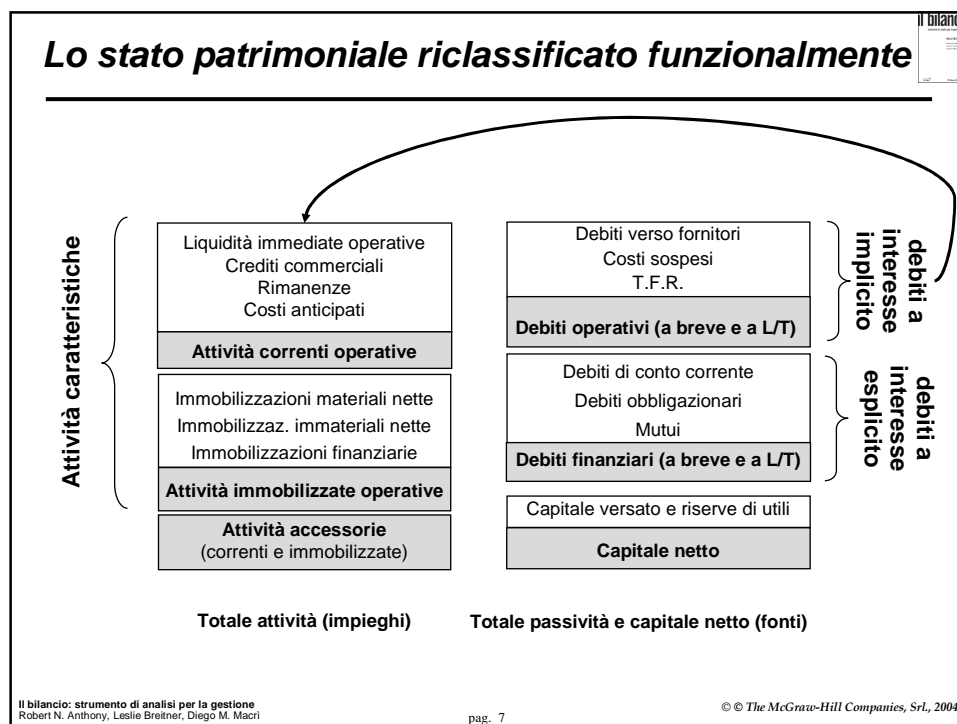 il bilancio
Lo stato patrimoniale riclassificato funzionalmente
Attività caratteristiche
Liquidità immediate operative
Crediti commerciali
Rimanenze
Costi anticipati
Attività correnti operative
Immobilizzazioni materiali nette
Immobilizzaz. immateriali nette
Immobilizzazioni finanziarie
Attività immobilizzate operative
Attività accessorie
(correnti e immobilizzate)
Debiti verso fornitori
Costi sospesi
T.F.R.
Debiti operativi (a breve e a L/T)
Debiti di conto corrente
Debiti obbligazionari
Mutui
Debiti finanziari (a breve e a L/T)
Capitale versato e riserve di utili
Capitale netto
debiti a
interesse
implicito
debiti a
interesse
esplicito
Totale attività (impieghi)
Totale passività e capitale netto (fonti)
Il bilancio: strumento di analisi per la gestione
Robert N. Anthony, Leslie Breitner, Diego M. Macrì
pag. 7
© © The McGraw-Hill Companies, Srl., 2004